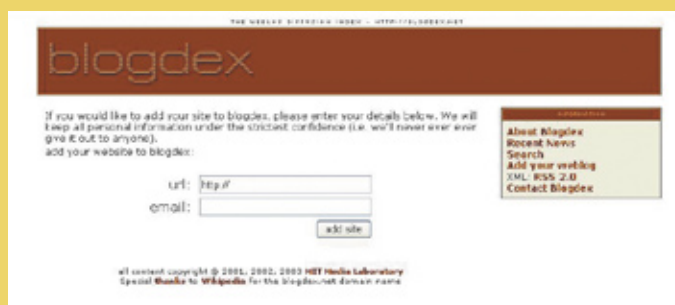 THE WEBLOG DIFFUSION INDEX - HTTP://BLOGDEX.NET
blogdex
If you would like to add your site to blogdex, please enter your details below. We will
keep all personal information under the strictest confidence (i.e. we'll never ever ever
give it out to anyone).
add your website to blogdex:
url: http://
email:
add site
About Blogdex
Recent News
Search
Add your weblog
XML: RSS 2.0
Contact Blogdex
all content copyright © 2001, 2002, 2003 MIT Media Laboratory
Special thanks to Wikipedia for the blogdex.net domain name